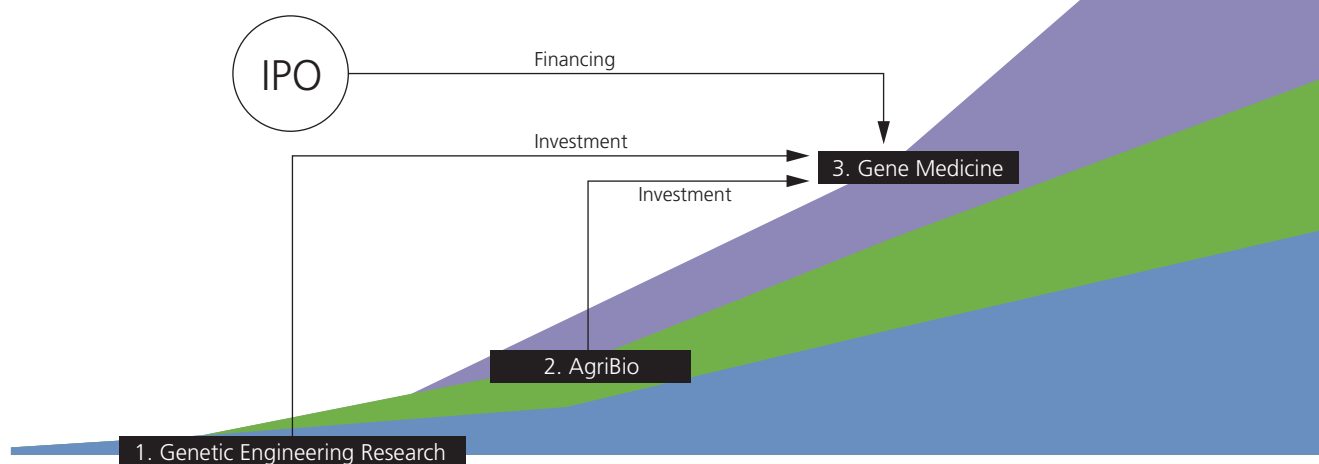 IPO
Financing
Investment
3. Gene Medicine
Investment
2. AgriBio
1. Genetic Engineering Research